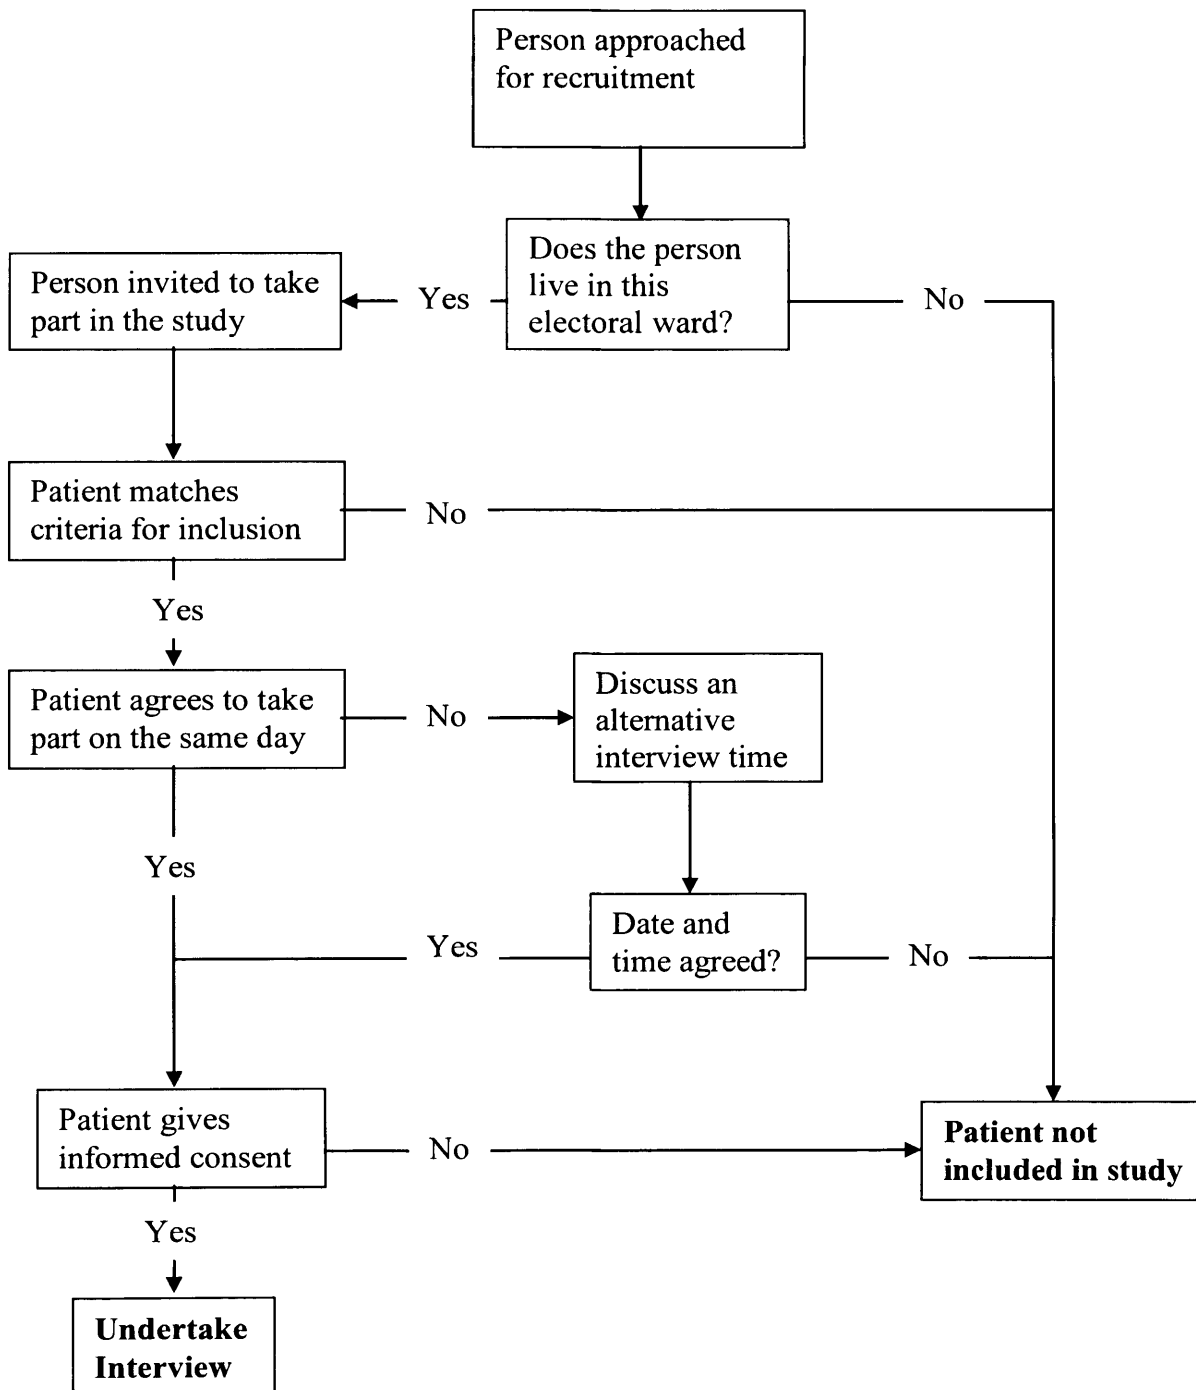 Person approached
for recruitment
Does the person
live in this
electoral ward?
Yes
No
Person invited to take
part in the study
Patient matches
criteria for inclusion
No
Yes
Patient agrees to take
part on the same day
No
Discuss an
alternative
interview time
Yes
Date and
time agreed?
Yes
No
Patient gives
informed consent
No
Patient not
included in study
Yes
Undertake
Interview